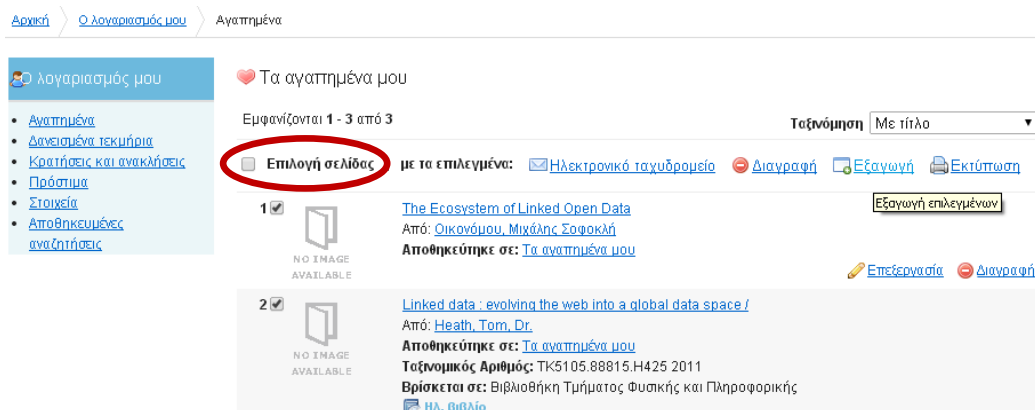 Αρχική Ο λογαριασμός μου Αγαπημένα
Ο λογαριασμός μου
Αγαπημένα
Δανεισμένα τεκμήρια
Κρατήσεις και ανακλήσεις
Πρόστιμα
Στοιχεία
Αποθηκευμένες
αναζητήσεις
Τα αγαπημένα μου
Εμφανίζονται 1 - 3 από 3
Ταξινόμηση Με τίτλο
Επιλογή σελίδας με τα επιλεγμένα: Ηλεκτρονικό ταχυδρομείο Διαγραφή Εξαγωγή Εκτύπωση
Εξαγωγή επιλεγμένων
1
NO IMAGE
AVAILABLE
The Ecosystem of Linked Open Data
Από: Οικονόμου, Μιχάλης Σοφοκλή
Αποθηκεύτηκε σε: Τα αγαπημένα μου
Επεξεργασία Διαγραφή
2
NO IMAGE
AVAILABLE
Linked data : evolving the web into a global data space /
Από: Heath, Tom, Dr.
Αποθηκεύτηκε σε: Τα αγαπημένα μου
Ταξινομικός Αριθμός: TK5105.88815.H425 2011
Βρίσκεται σε: Βιβλιοθήκη Τμήματος Φυσικής και Πληροφορικής
Ηλ. βιβλίο